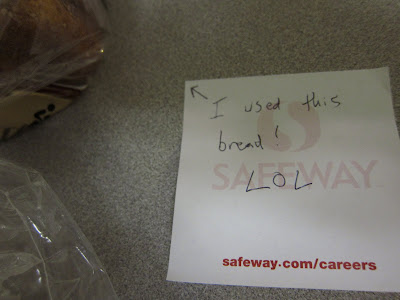 I used this
bread!
SAFEWAY
LOL
safeway.com/careers